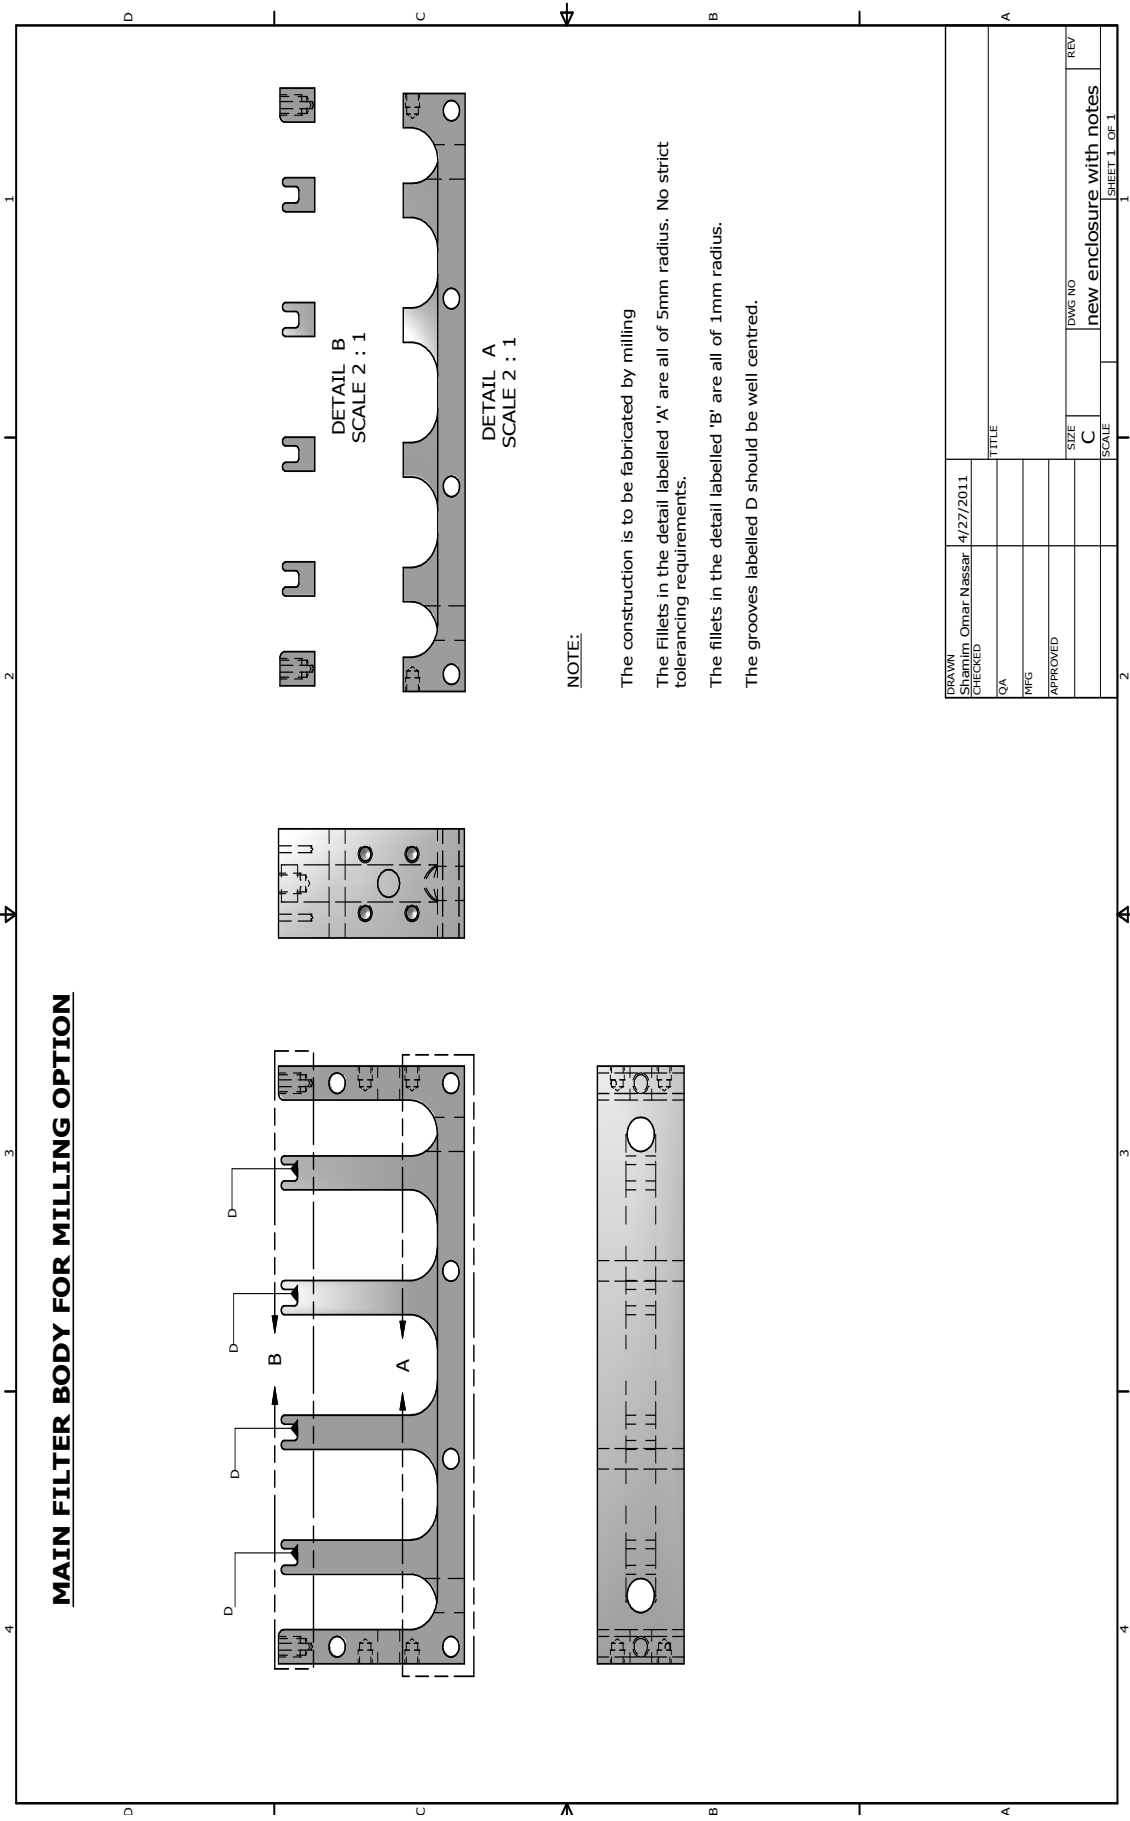 4
3
2
1
D
D
MAIN FILTER BODY FOR MILLING OPTION
D
D
D
D
B
A
DETAIL B
SCALE 2 : 1
DETAIL A
SCALE 2 : 1
C
C
NOTE:
The construction is to be fabricated by milling
The Fillets in the detail labelled 'A' are all of 5mm radius. No strict
tolerancing requirements.
The fillets in the detail labelled 'B' are all of 1mm radius.
The grooves labelled D should be well centred.
B
B
DRAWN
Shamim Omar Nassar
4/27/2011
CHECKED
QA
MFG
APPROVED
TITLE
SIZE
C
DWG NO
new enclosure with notes
REV
SCALE
SHEET 1 OF 1
A
A
4
3
2
1